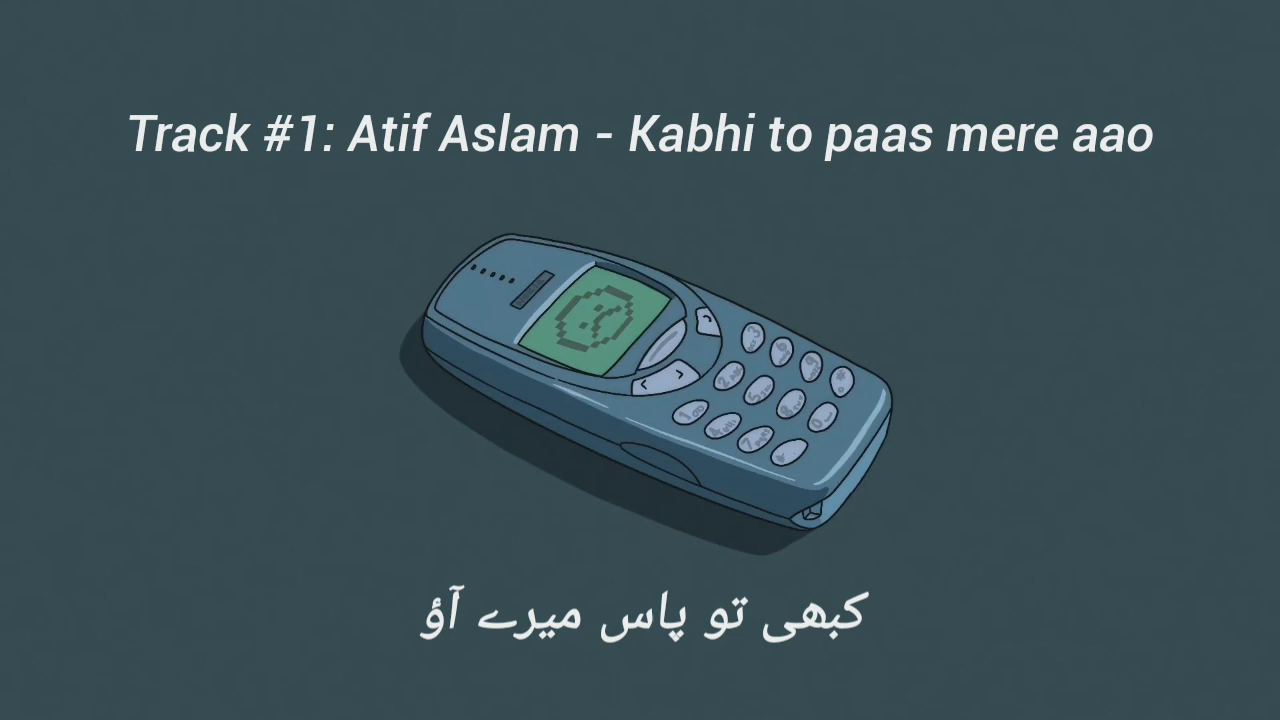 Track #1: Atif Aslam - Kabhi to paas mere aao
کبھی تو پاس میرے آؤ